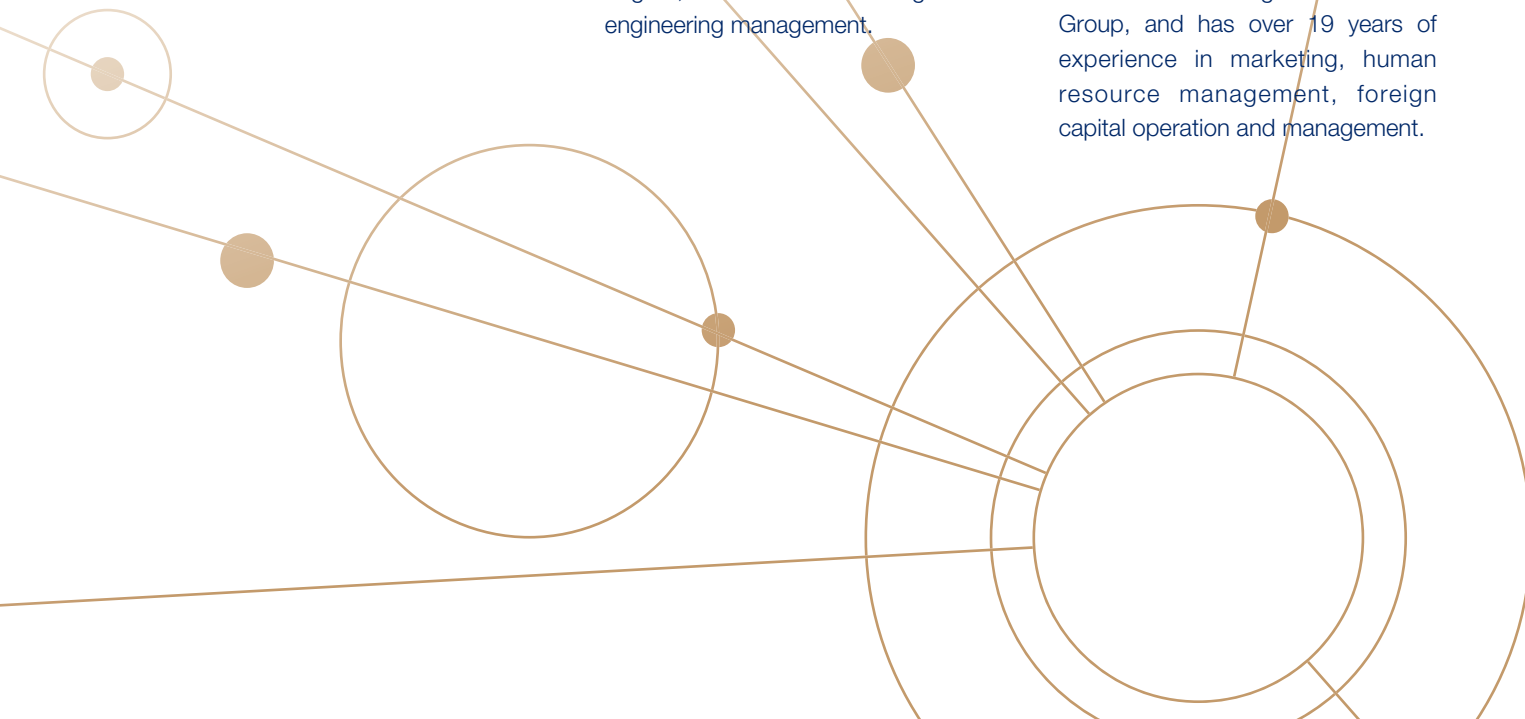 engineering management.
Group, and has over 19 years of
experience in marketing, human
resource management, foreign
capital operation and management.